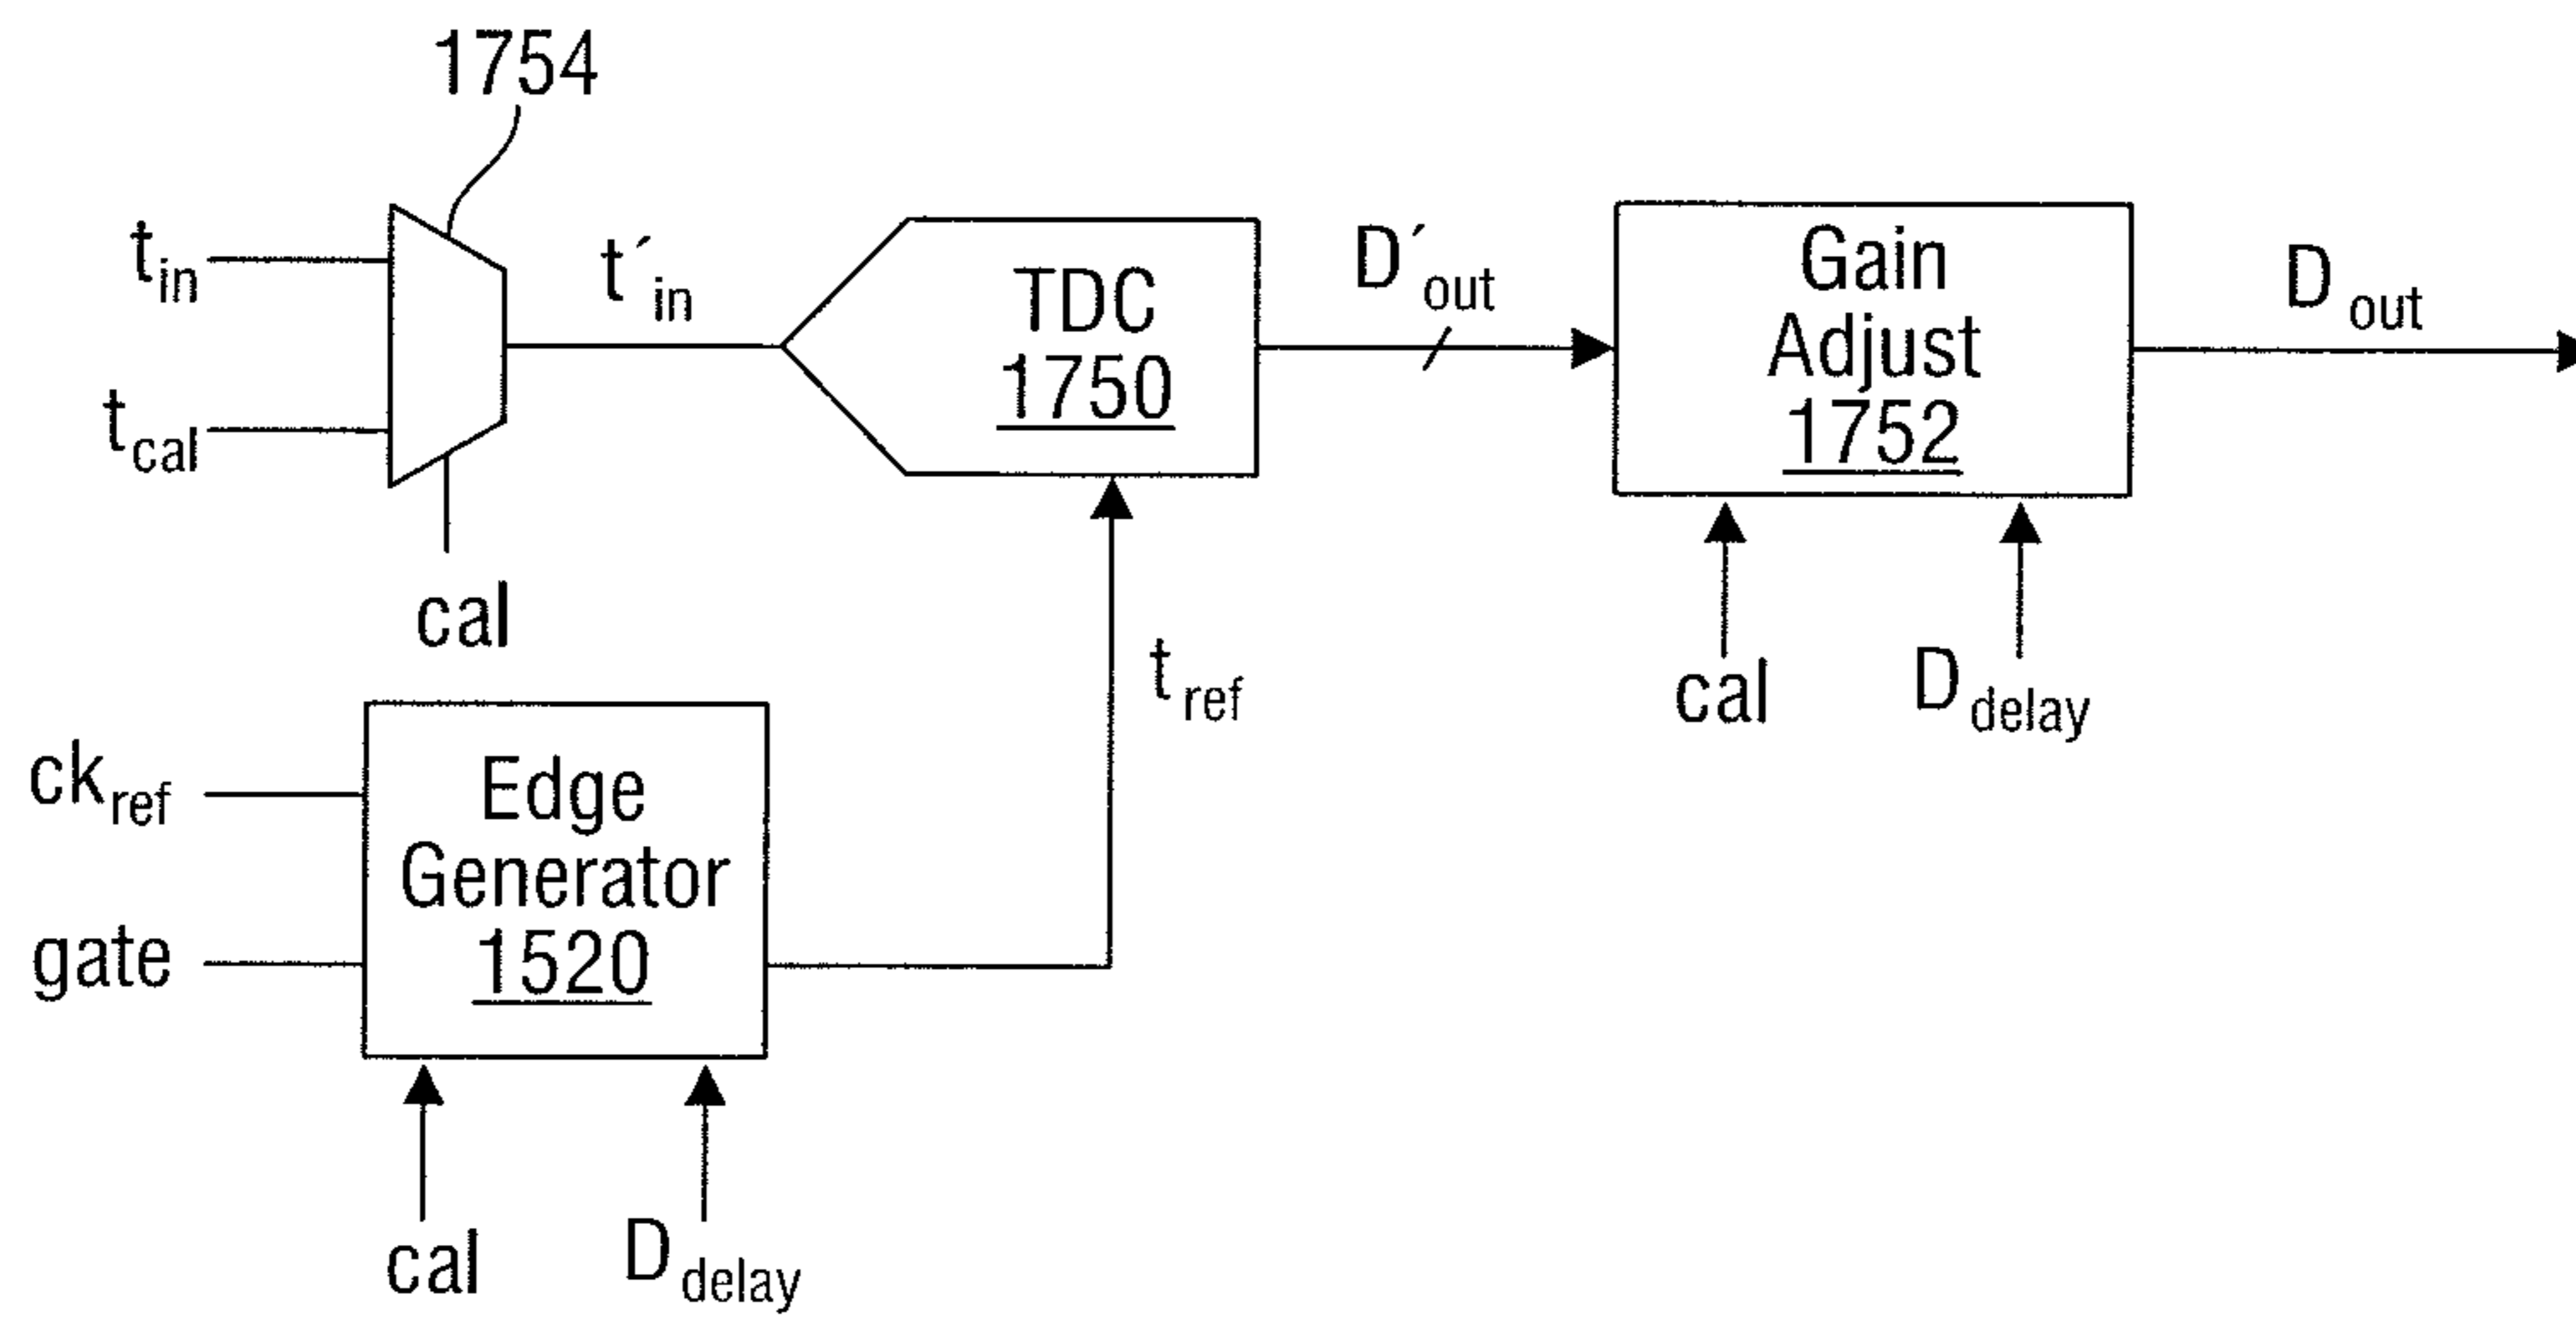 1754
t_in
t_cal
t′_in
cal
TDC
1750
D′_out
Gain
Adjust
1752
D_out
cal
D_delay
t_ref
ck_ref
gate
Edge
Generator
1520
cal
D_delay